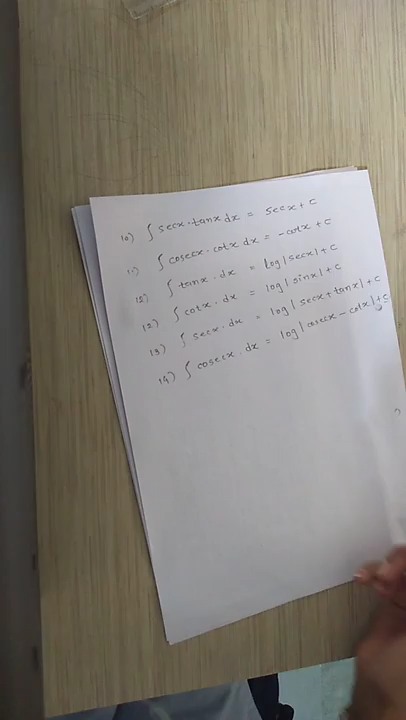 10) ∫ secx·tanx dx = secx + c
11) ∫ cosecx·cotx dx = -cotx + c
12) ∫ tanx · dx = log|secx| + c
12) ∫ cotx · dx = log|sinx| + c
13) ∫ secx · dx = log|secx + tanx| + c
14) ∫ cosecx · dx = log|cosecx - cotx| + c